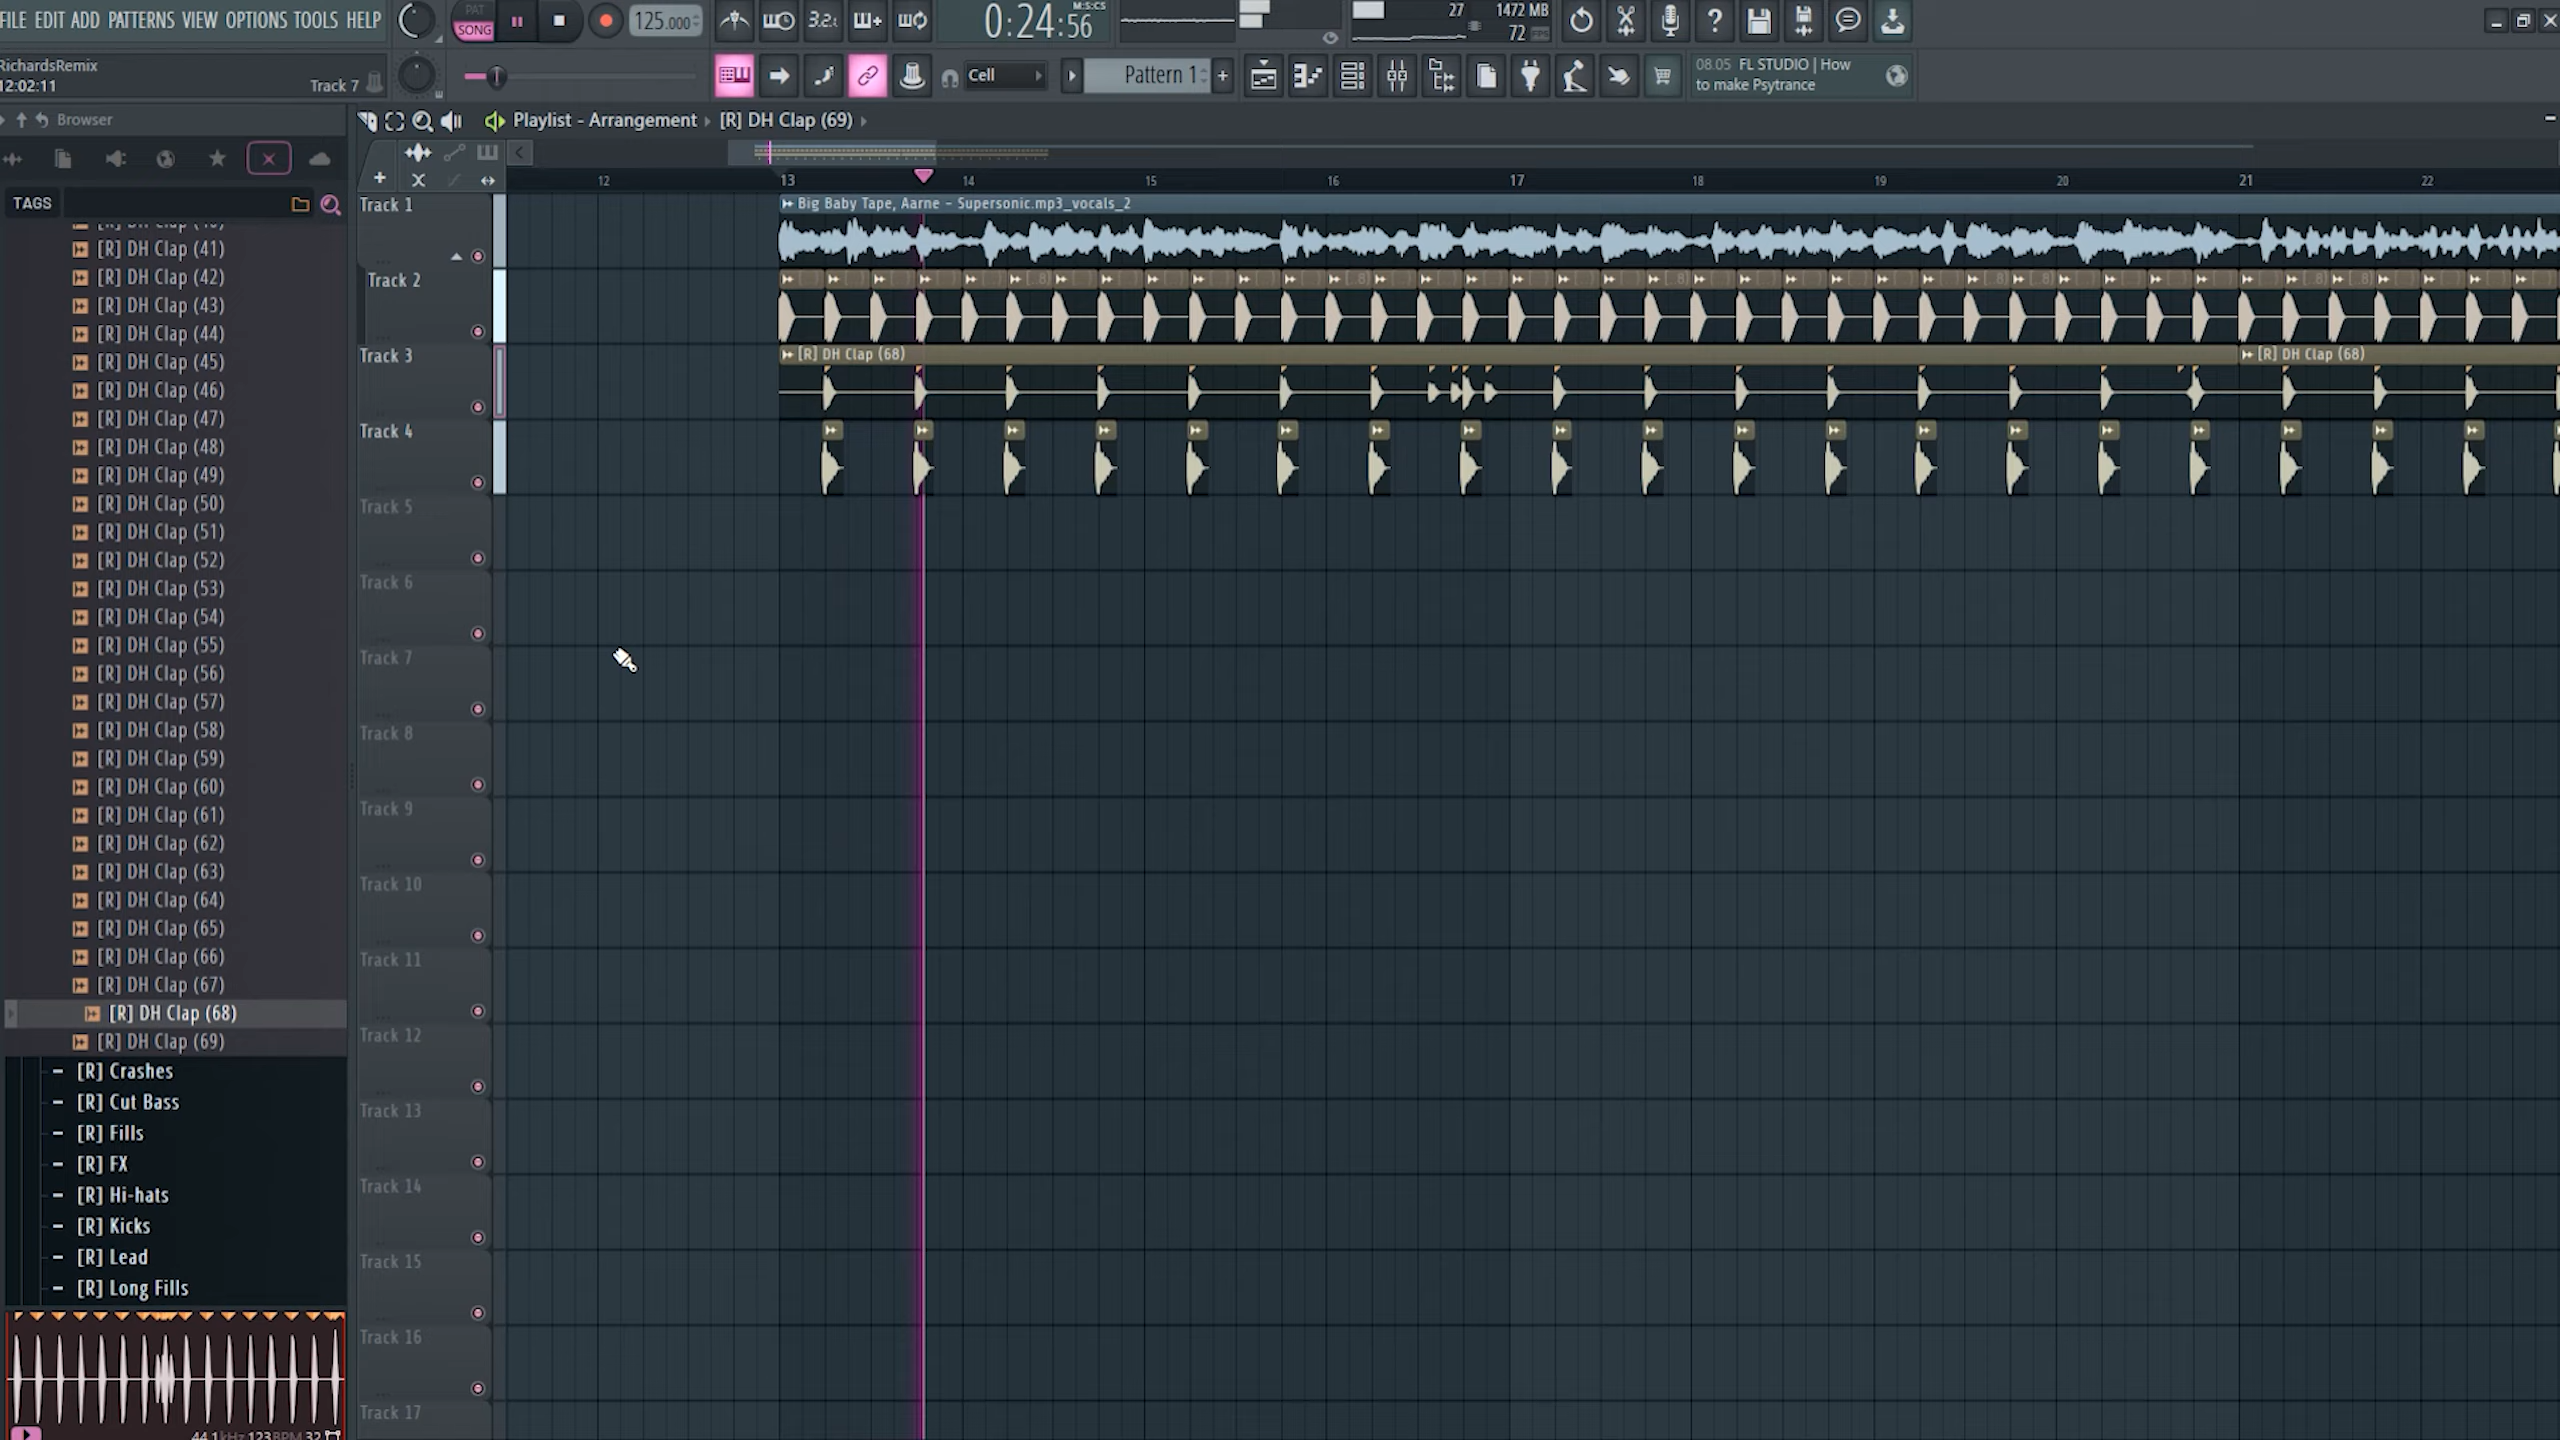 FILE EDIT ADD PATTERNS VIEW OPTIONS TOOLS HELP
PAT
SONG
125.000
3.2.
0:24:56
M:S:CS
27
1472 MB
72
RichardsRemix
12:02:11
Track 7
Cell
Pattern 1
08.05 FL STUDIO | How
to make Psytrance
Browser
Playlist - Arrangement
[R] DH Clap (69)
TAGS
12
13
14
15
16
17
18
19
20
21
22
Track 1
Big Baby Tape, Aarne - Supersonic.mp3_vocals_2
Track 2
Track 3
[R] DH Clap (68)
[R] DH Clap (68)
Track 4
Track 5
Track 6
Track 7
Track 8
Track 9
Track 10
Track 11
Track 12
Track 13
Track 14
Track 15
Track 16
Track 17
[R] DH Clap (41)
[R] DH Clap (42)
[R] DH Clap (43)
[R] DH Clap (44)
[R] DH Clap (45)
[R] DH Clap (46)
[R] DH Clap (47)
[R] DH Clap (48)
[R] DH Clap (49)
[R] DH Clap (50)
[R] DH Clap (51)
[R] DH Clap (52)
[R] DH Clap (53)
[R] DH Clap (54)
[R] DH Clap (55)
[R] DH Clap (56)
[R] DH Clap (57)
[R] DH Clap (58)
[R] DH Clap (59)
[R] DH Clap (60)
[R] DH Clap (61)
[R] DH Clap (62)
[R] DH Clap (63)
[R] DH Clap (64)
[R] DH Clap (65)
[R] DH Clap (66)
[R] DH Clap (67)
[R] DH Clap (68)
[R] DH Clap (69)
[R] Crashes
[R] Cut Bass
[R] Fills
[R] FX
[R] Hi-hats
[R] Kicks
[R] Lead
[R] Long Fills
44.1kHz 123BPM 32